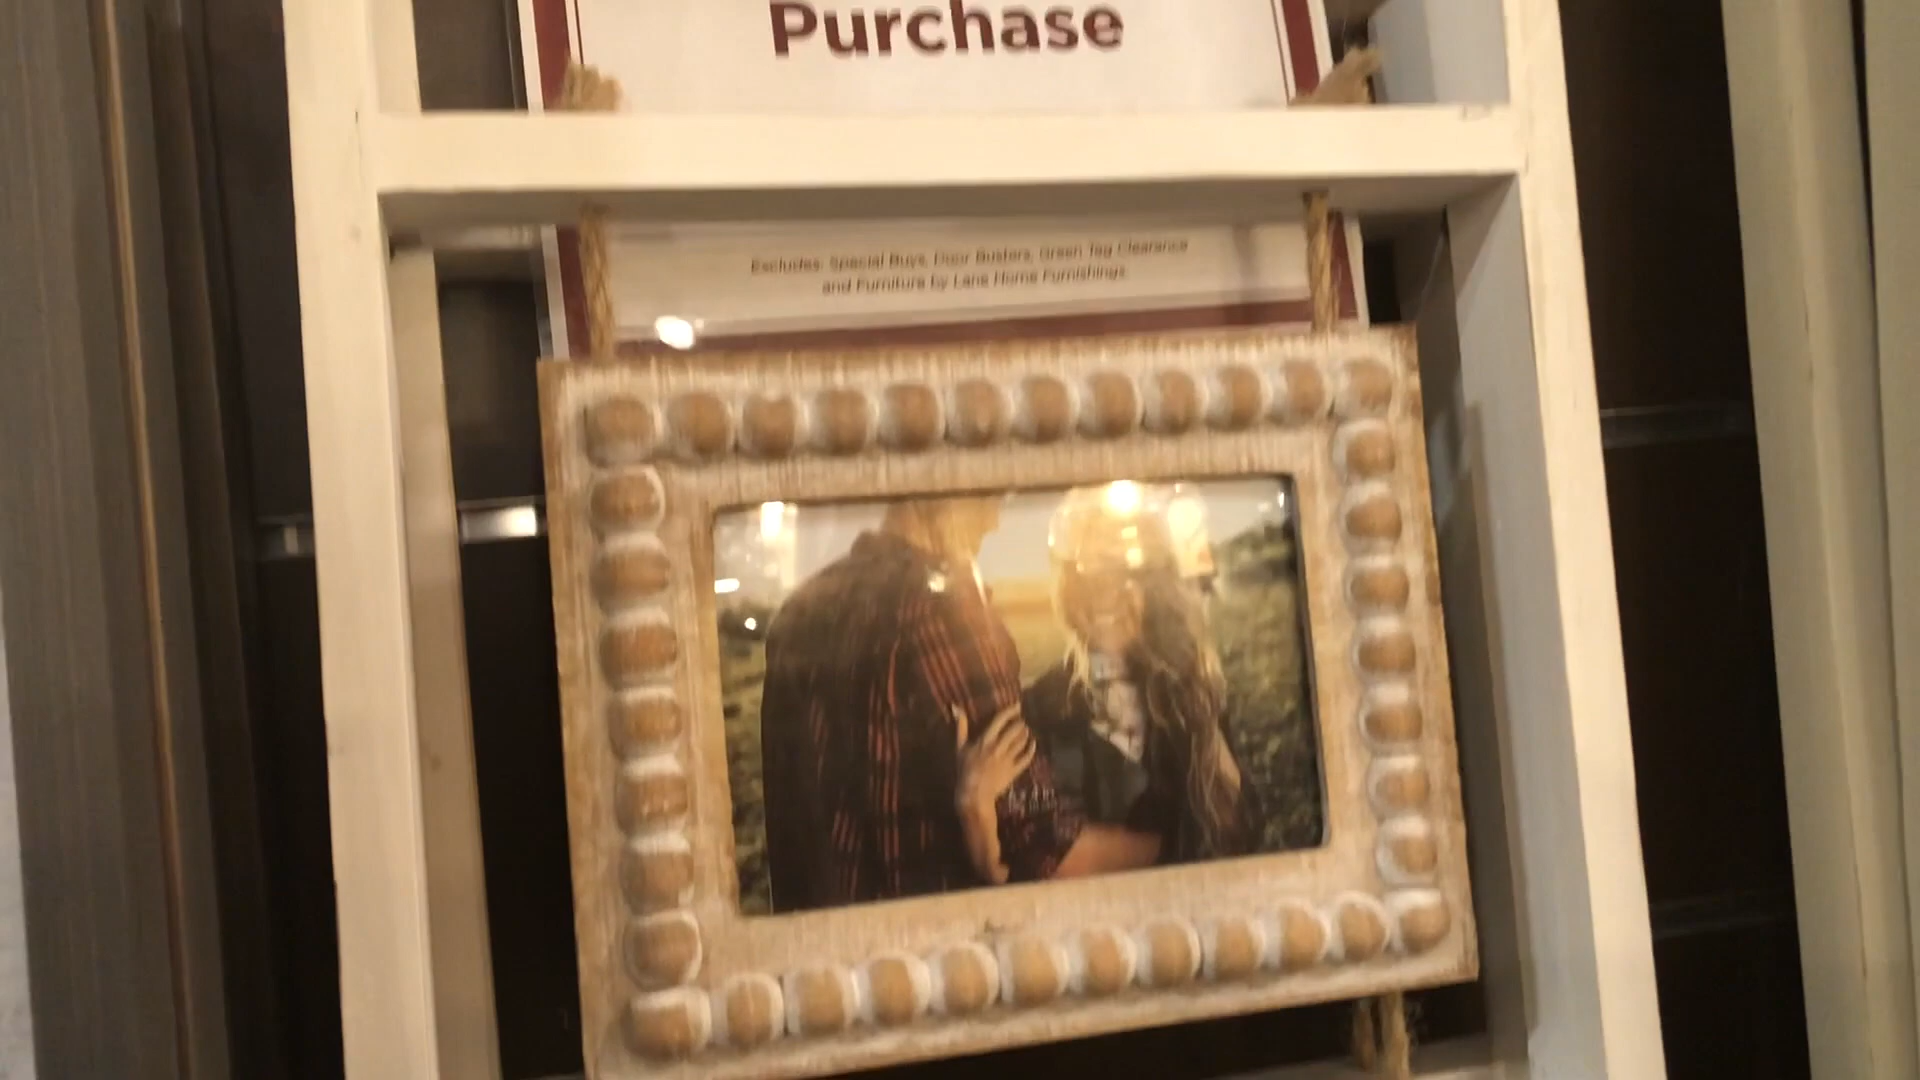 Purchase
Excludes: Special Buys, Door Busters, Green Tag Clearance
and Furniture by Lane Home Furnishings